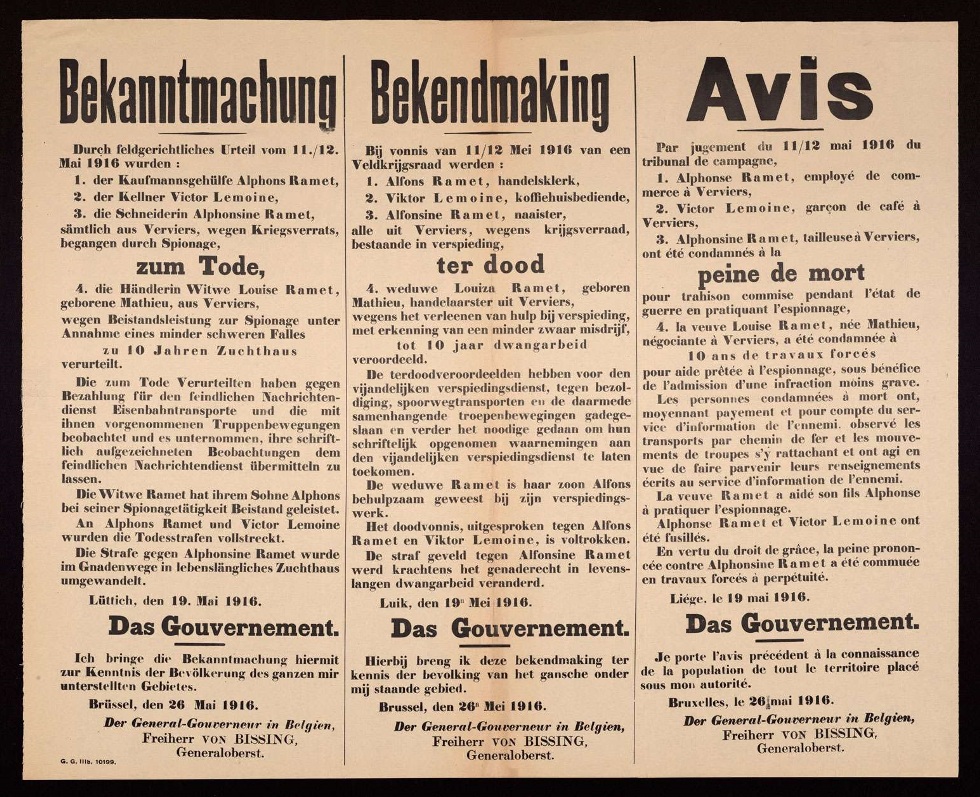 Bekanntmachung
Durch feldgerichtliches Urteil vom 11./12.
Mai 1916 wurden :
1. der Kaufmannsgehülfe Alphons Ramet,
2. der Kellner Victor Lemoine,
3. die Schneiderin Alphonsine Ramet,
sämtlich aus Verviers, wegen Kriegsverrats,
begangen durch Spionage,
zum Tode,
4. die Händlerin Witwe Louise Ramet,
geborene Mathieu, aus Verviers,
wegen Beistandsleistung zur Spionage unter
Annahme eines minder schweren Falles
zu 10 Jahren Zuchthaus
verurteilt.
Die zum Tode Verurteilten haben gegen
Bezahlung für den feindlichen Nachrichten-
dienst Eisenbahntransporte und die mit
ihnen vorgenommenen Truppenbewegungen
beobachtet und es unternommen, ihre schrift-
lich aufgezeichneten Beobachtungen dem
feindlichen Nachrichtendienst übermitteln zu
lassen.
Die Witwe Ramet hat ihrem Sohne Alphons
bei seiner Spionagetätigkeit Beistand geleistet.
An Alphons Ramet und Victor Lemoine
wurden die Todesstrafen vollstreckt.
Die Strafe gegen Alphonsine Ramet wurde
im Gnadenwege in lebenslängliches Zuchthaus
umgewandelt.
Lüttich, den 19. Mai 1916.
Das Gouvernement.
Ich bringe die Bekanntmachung hiermit
zur Kenntnis der Bevölkerung des ganzen mir
unterstellten Gebietes.
Brüssel, den 26 Mai 1916.
Der General-Gouverneur in Belgien,
Freiherr VON BISSING,
Generaloberst.
G. G. IIIb. 10199.
Bekendmaking
Bij vonnis van 11/12 Mei 1916 van een
Veldkrijgsraad werden :
1. Alfons Ramet, handelsklerk,
2. Viktor Lemoine, koffiehuisbediende,
3. Alfonsine Ramet, naaister,
alle uit Verviers, wegens krijgsverraad,
bestaande in verspieding,
ter dood
4. weduwe Louiza Ramet, geboren
Mathieu, handelaarster uit Verviers,
wegens het verleenen van hulp bij verspieding,
met erkenning van een minder zwaar misdrijf,
tot 10 jaar dwangarbeid
veroordeeld.
De terdoodveroordeelden hebben voor den
vijandelijken verspiedingsdienst, tegen bezol-
diging, spoorwegtransporten en de daarmede
samenhangende troepenbewegingen gadege-
slaan en verder het noodige gedaan om hun
schriftelijk opgenomen waarnemingen aan
den vijandelijken verspiedingsdienst te laten
toekomen.
De weduwe Ramet is haar zoon Alfons
behulpzaam geweest bij zijn verspiedings-
werk.
Het doodvonnis, uitgesproken tegen Alfons
Ramet en Viktor Lemoine, is voltrokken.
De straf geveld tegen Alfonsine Ramet
werd krachtens het genaderecht in levens-
langen dwangarbeid veranderd.
Luik, den 19n Mei 1916.
Das Gouvernement.
Hierbij breng ik deze bekendmaking ter
kennis der bevolking van het gansche onder
mij staande gebied.
Brussel, den 26n Mei 1916.
Der General-Gouverneur in Belgien,
Freiherr VON BISSING,
Generaloberst.
Avis
Par jugement du 11/12 mai 1916 du
tribunal de campagne,
1. Alphonse Ramet, employé de com-
merce à Verviers,
2. Victor Lemoine, garçon de café à
Verviers,
3. Alphonsine Ramet, tailleuse à Verviers,
ont été condamnés à la
peine de mort
pour trahison commise pendant l'état de
guerre en pratiquant l'espionnage,
4. la veuve Louise Ramet, née Mathieu,
négociante à Verviers, a été condamnée à
10 ans de travaux forcés
pour aide prêtée à l'espionnage, sous bénéfice
de l'admission d'une infraction moins grave.
Les personnes condamnées à mort ont,
moyennant payement et pour compte du ser-
vice d'information de l'ennemi. observé les
transports par chemin de fer et les mouve-
ments de troupes s'y rattachant et ont agi en
vue de faire parvenir leurs renseignements
écrits au service d'information de l'ennemi.
La veuve Ramet a aidé son fils Alphonse
à pratiquer l'espionnage.
Alphonse Ramet et Victor Lemoine ont
été fusillés.
En vertu du droit de grâce, la peine pronon-
cée contre Alphonsine Ramet a été commuée
en travaux forcés à perpétuité.
Liége, le 19 mai 1916.
Das Gouvernement.
Je porte l'avis précédent à la connaissance
de la population de tout le territoire placé
sous mon autorité.
Bruxelles, le 26 mai 1916.
Der General-Gouverneur in Belgien,
Freiherr VON BISSING,
Generaloberst.